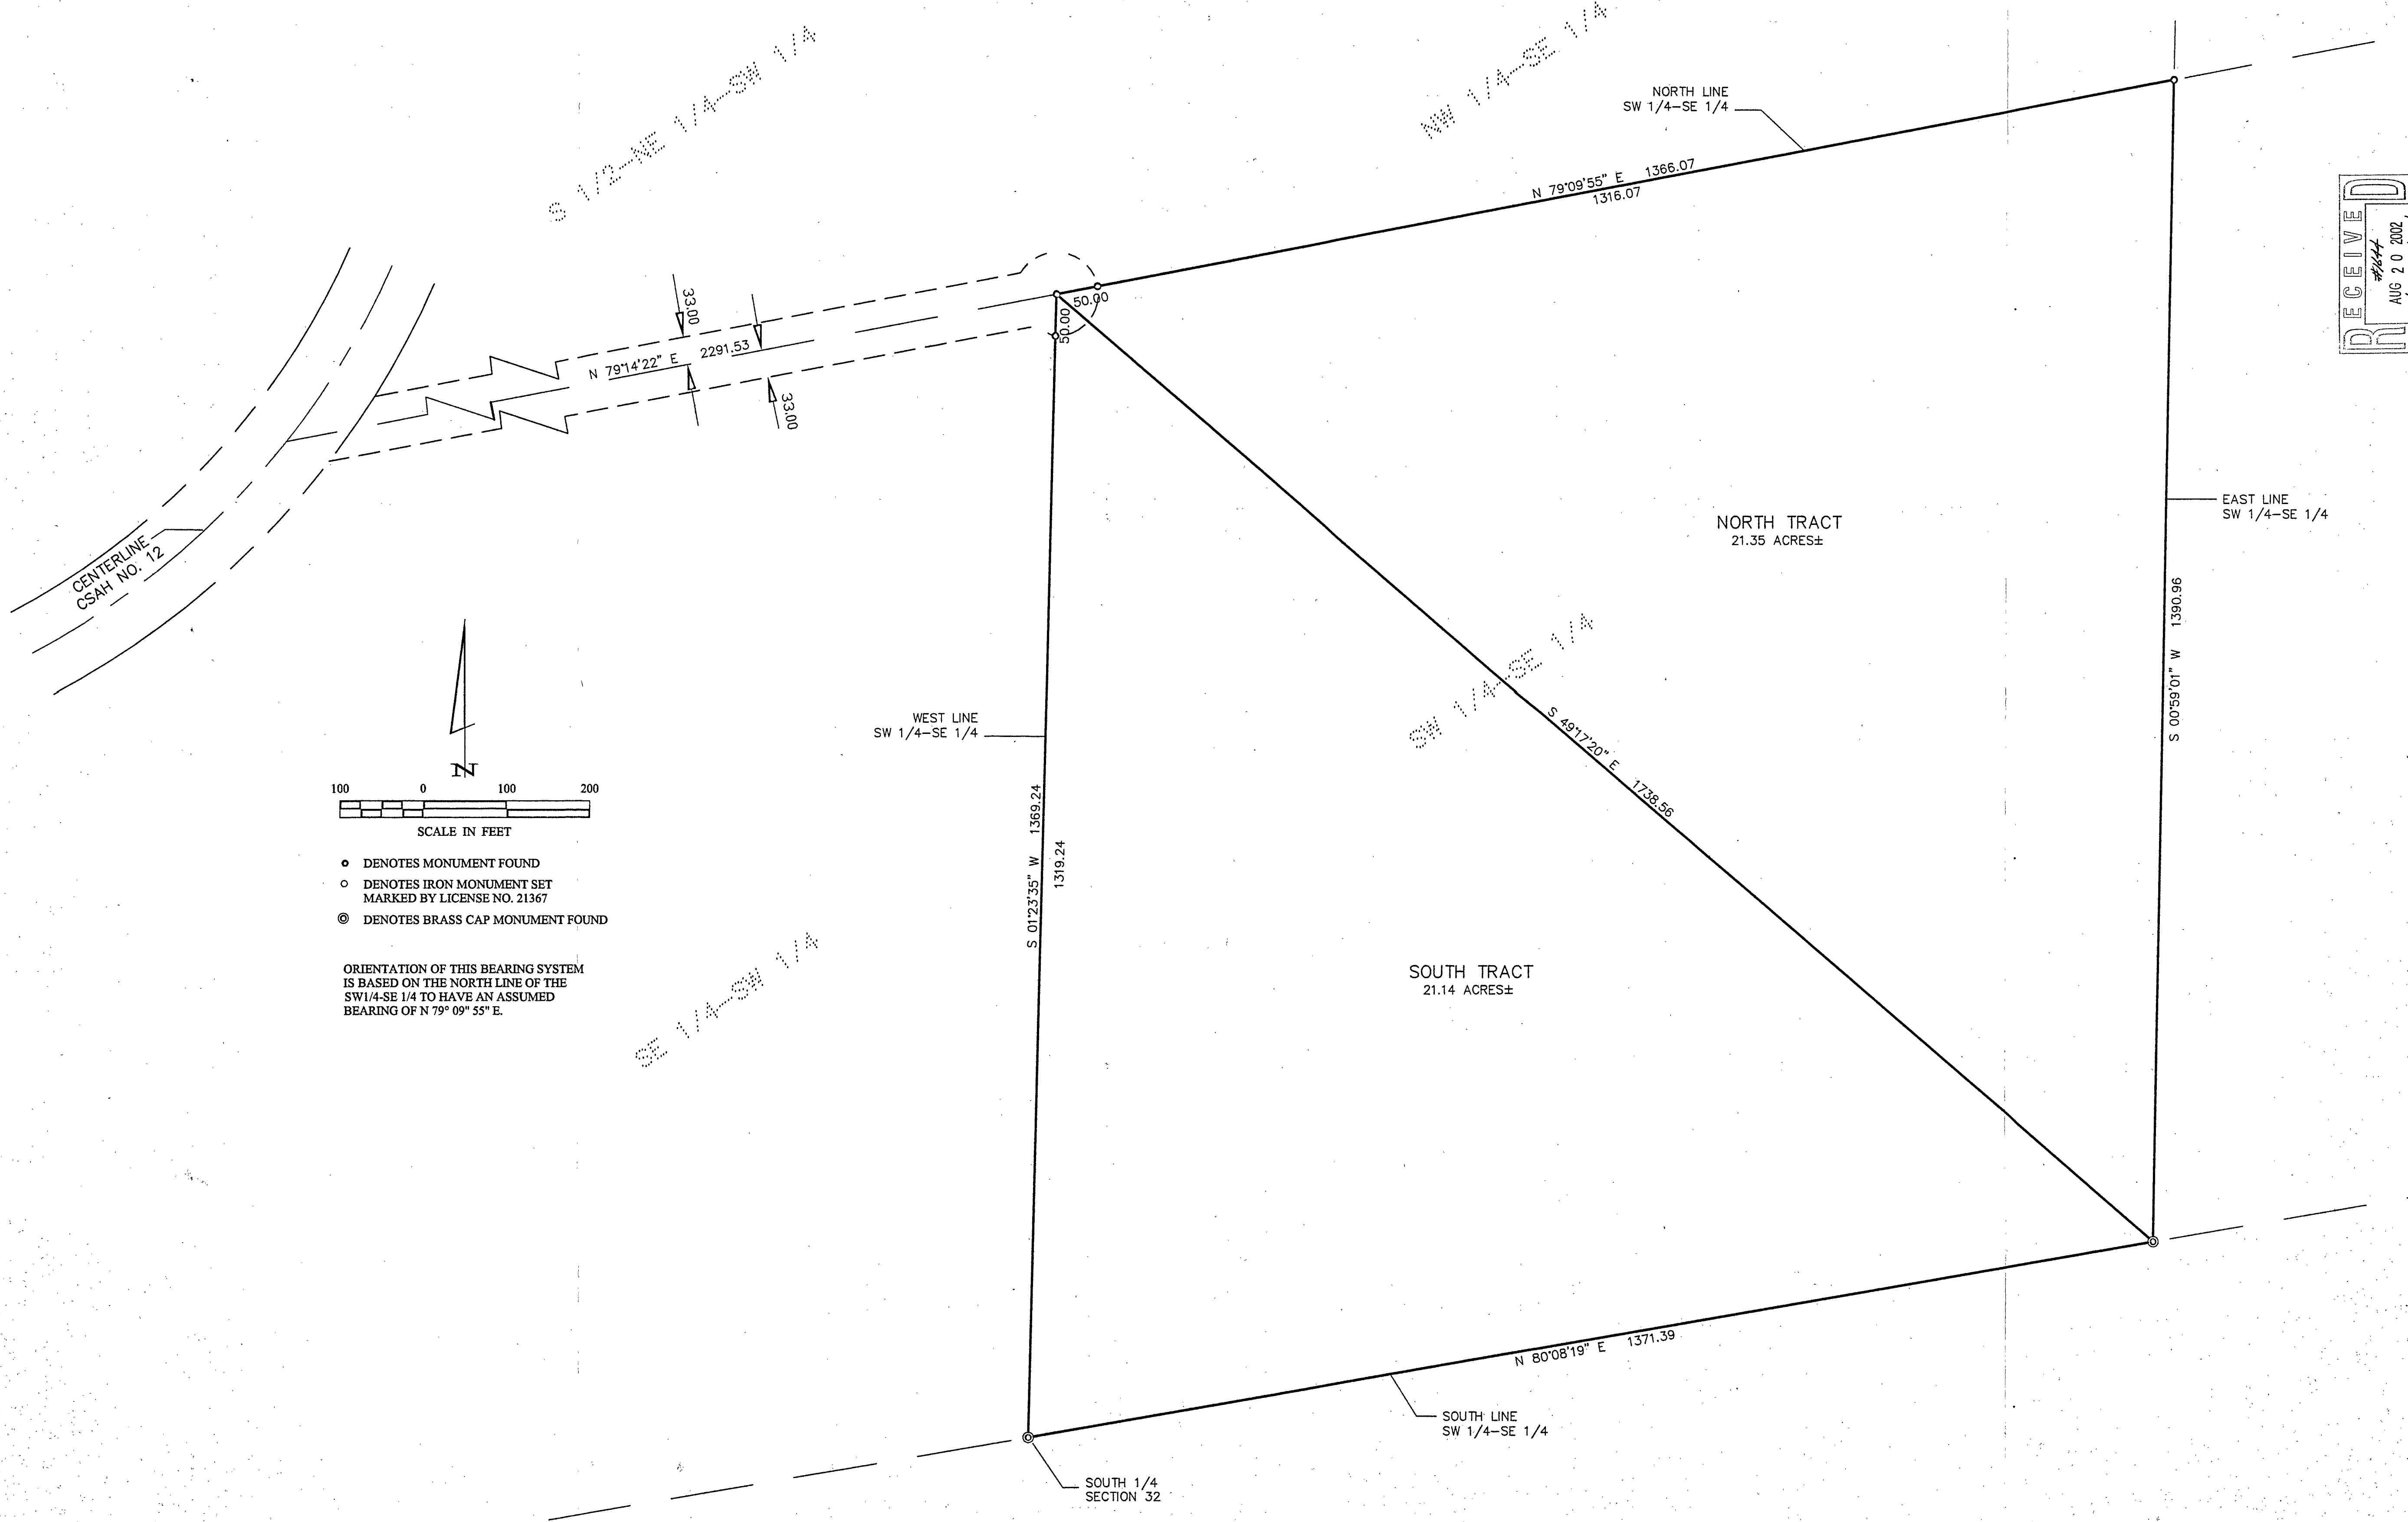 S 1/2-NE 1/4-SW 1/4
NW 1/4-SE 1/4
NORTH LINE
SW 1/4-SE 1/4
N 79°09'55" E 1366.07
1316.07
RECEIVED
AUG 20 2002
33.00
50.00
50.00
N 79°14'22" E 2291.53
33.00
CENTERLINE
CSAH NO. 12
NORTH TRACT
21.35 ACRES±
EAST LINE
SW 1/4-SE 1/4
S 00°59'01" W 1390.96
SW 1/4-SE 1/4
WEST LINE
SW 1/4-SE 1/4
S 49°17'20" E 1738.56
N
100 0 100 200
SCALE IN FEET
DENOTES MONUMENT FOUND
DENOTES IRON MONUMENT SET
MARKED BY LICENSE NO. 21367
DENOTES BRASS CAP MONUMENT FOUND
S 01°23'35" W 1369.24
1319.24
ORIENTATION OF THIS BEARING SYSTEM
IS BASED ON THE NORTH LINE OF THE
SW1/4-SE 1/4 TO HAVE AN ASSUMED
BEARING OF N 79° 09" 55" E.
SE 1/4-SW 1/4
SOUTH TRACT
21.14 ACRES±
N 80°08'19" E 1371.39
SOUTH LINE
SW 1/4-SE 1/4
SOUTH 1/4
SECTION 32